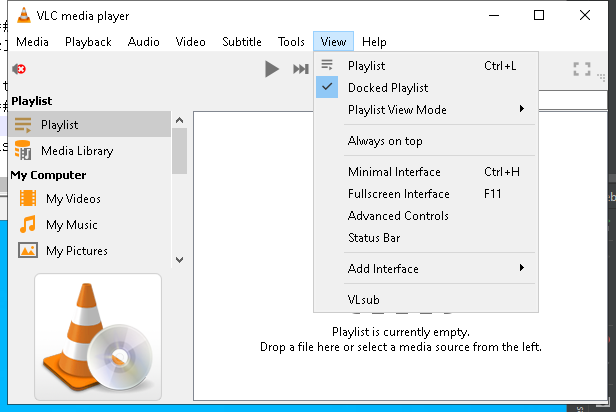 VLC media player
Media Playback Audio Video Subtitle Tools View Help
Playlist
Playlist
Media Library
My Computer
My Videos
My Music
My Pictures
Playlist Ctrl+L
Docked Playlist
Playlist View Mode
Always on top
Minimal Interface Ctrl+H
Fullscreen Interface F11
Advanced Controls
Status Bar
Add Interface
VLsub
Playlist is currently empty.
Drop a file here or select a media source from the left.